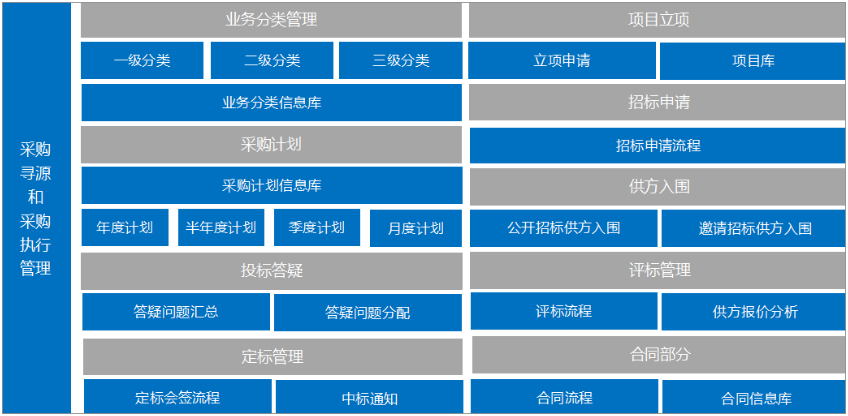 采购
寻源
和
采购
执行
管理
业务分类管理
一级分类 二级分类 三级分类
业务分类信息库
采购计划
采购计划信息库
年度计划 半年度计划 季度计划 月度计划
投标答疑
答疑问题汇总 答疑问题分配
定标管理
定标会签流程 中标通知
项目立项
立项申请 项目库
招标申请
招标申请流程
供方入围
公开招标供方入围 邀请招标供方入围
评标管理
评标流程 供方报价分析
合同部分
合同流程 合同信息库